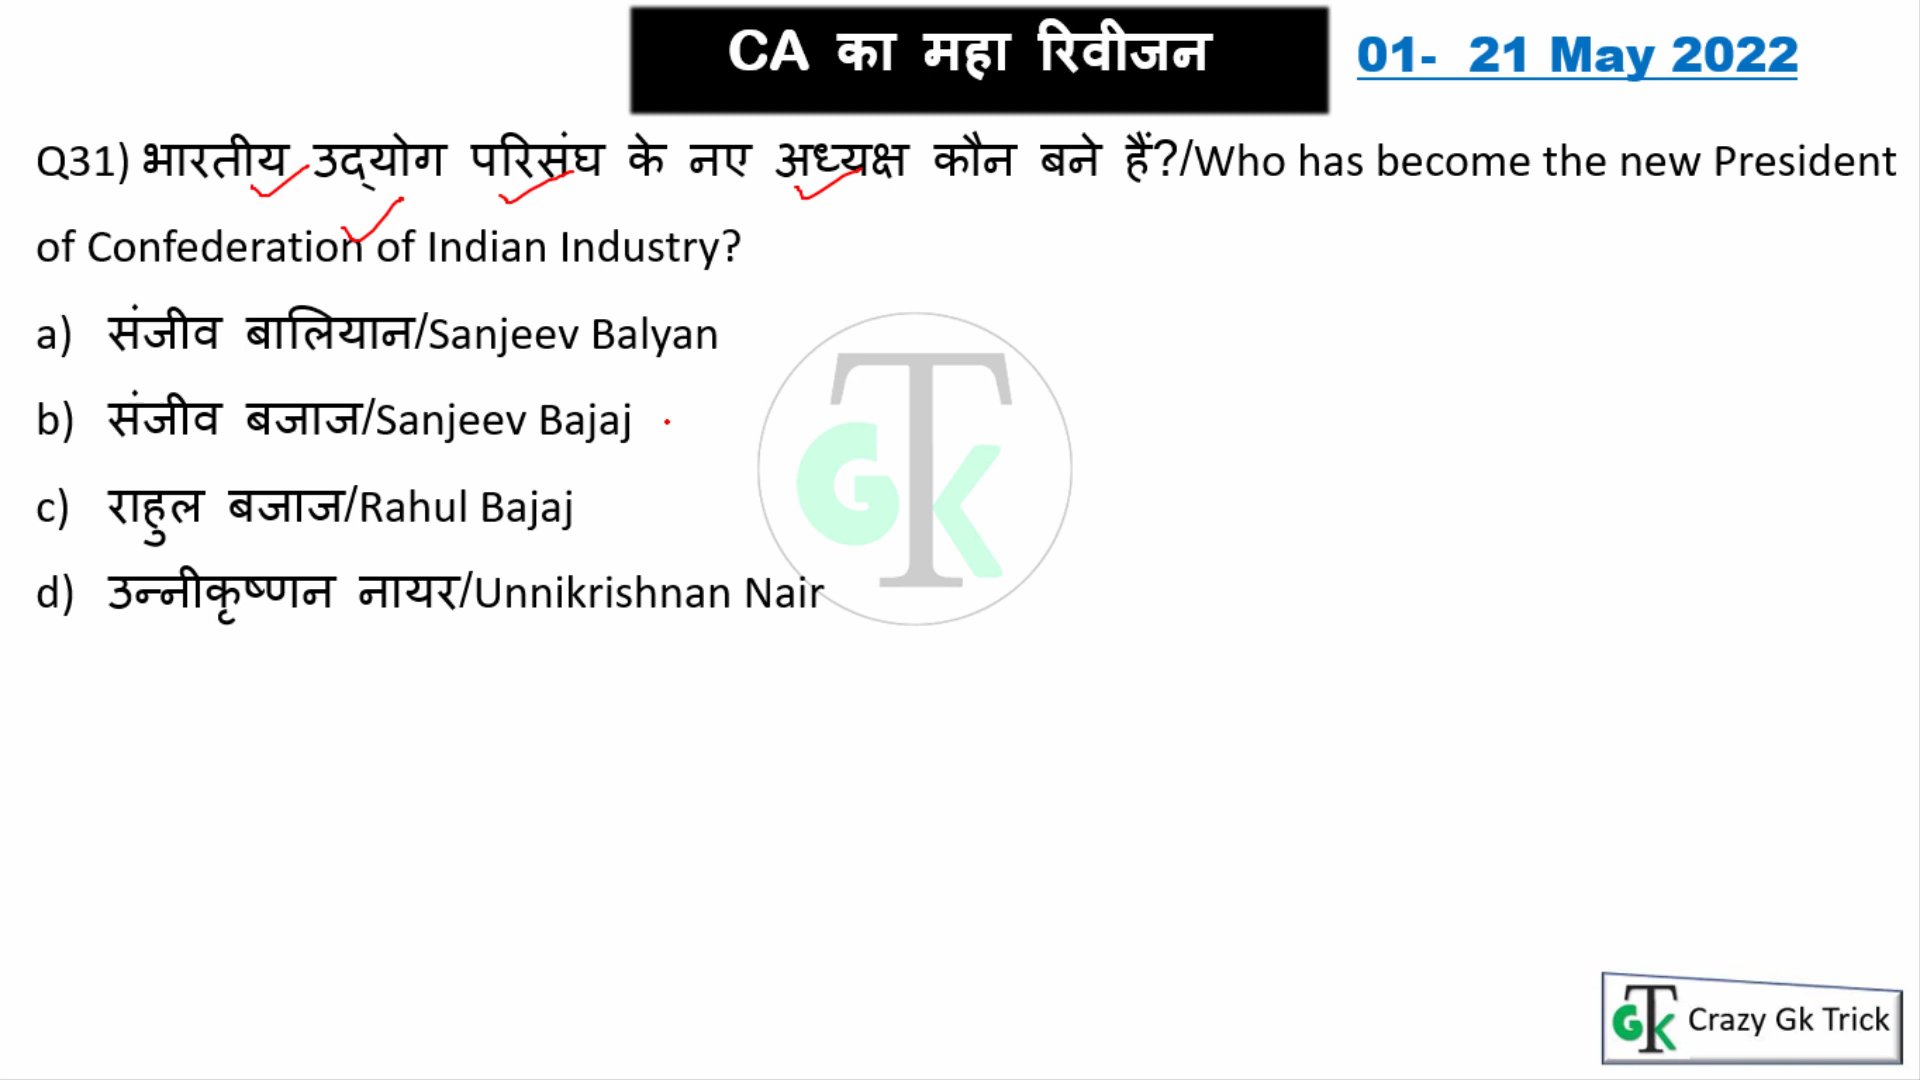 CA का महा रिवीजन
01- 21 May 2022
Q31) भारतीय उद्योग परिसंघ के नए अध्यक्ष कौन बने हैं?/Who has become the new President
of Confederation of Indian Industry?
a) संजीव बालियान/Sanjeev Balyan
b) संजीव बजाज/Sanjeev Bajaj
c) राहुल बजाज/Rahul Bajaj
d) उन्नीकृष्णन नायर/Unnikrishnan Nair
GTK
GTK Crazy Gk Trick